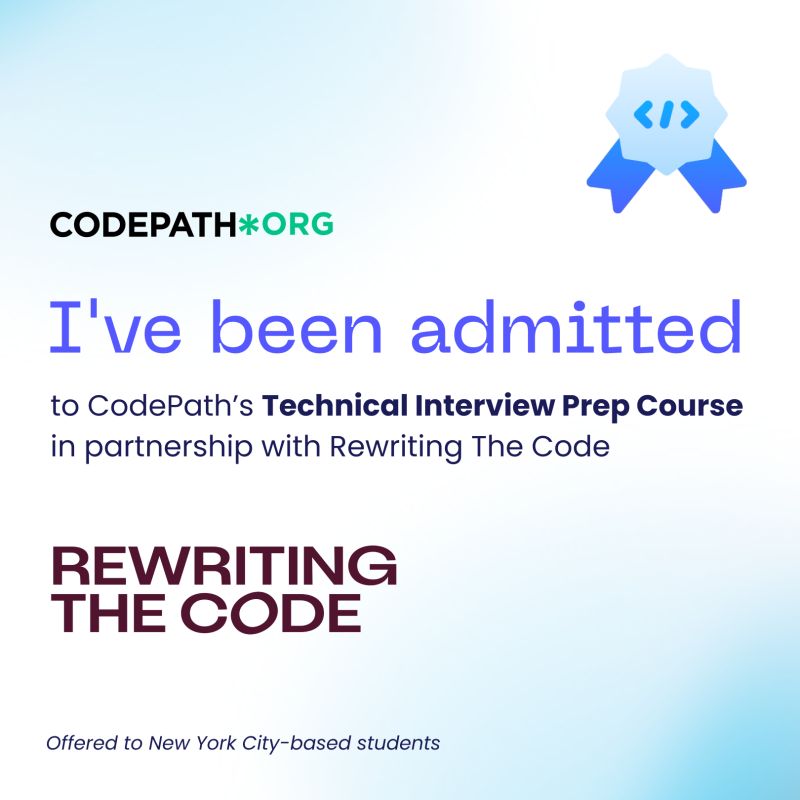 </>
CODEPATH*ORG
I've been admitted
to CodePath’s Technical Interview Prep Course
in partnership with Rewriting The Code
REWRITING
THE CODE
Offered to New York City-based students